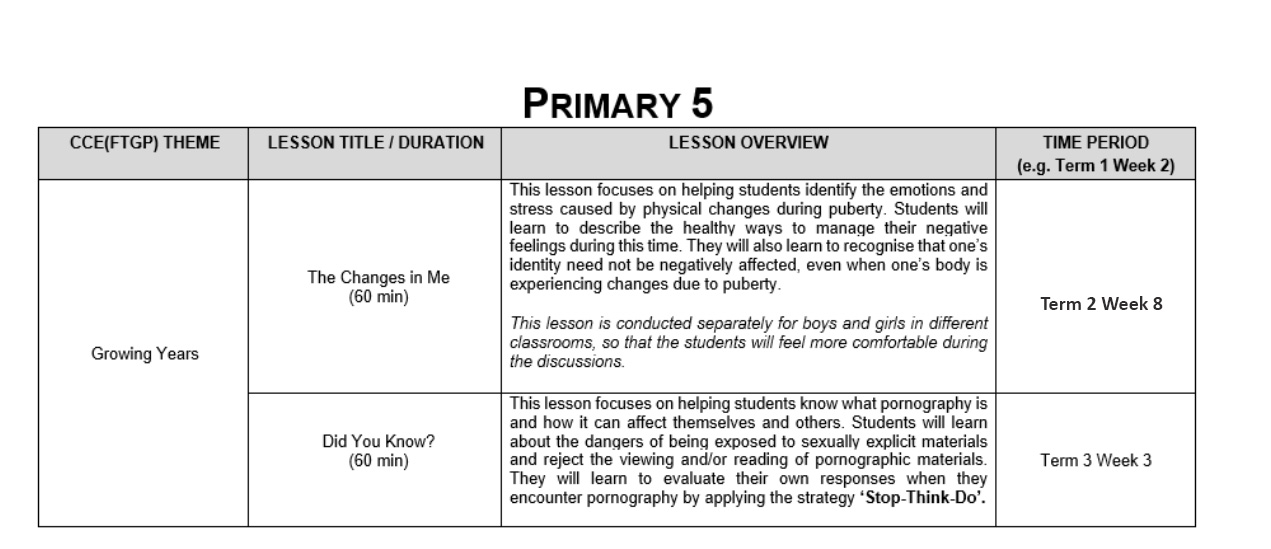 PRIMARY 5
CCE(FTGP) THEME
LESSON TITLE / DURATION
LESSON OVERVIEW
TIME PERIOD
(e.g. Term 1 Week 2)
Growing Years
The Changes in Me
(60 min)
This lesson focuses on helping students identify the emotions and
stress caused by physical changes during puberty. Students will
learn to describe the healthy ways to manage their negative
feelings during this time. They will also learn to recognise that one's
identity need not be negatively affected, even when one's body is
experiencing changes due to puberty.
This lesson is conducted separately for boys and girls in different
classrooms, so that the students will feel more comfortable during
the discussions.
Term 2 Week 8
Did You Know?
(60 min)
This lesson focuses on helping students know what pornography is
and how it can affect themselves and others. Students will learn
about the dangers of being exposed to sexually explicit materials
and reject the viewing and/or reading of pornographic materials.
They will learn to evaluate their own responses when they
encounter pornography by applying the strategy ‘Stop-Think-Do’.
Term 3 Week 3